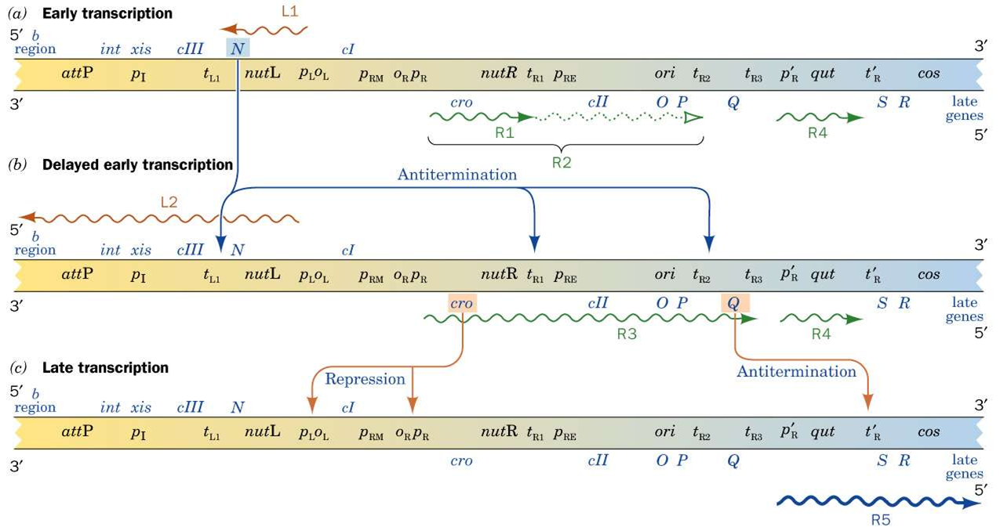 (a) Early transcription
L1
5′ b region int xis cIII N cI 3′
attP pI tL1 nutL pLoL pRM oRpR nutR tR1 pRE ori tR2 tR3 p′R qut t′R cos
3′ cro cII O P Q S R late genes 5′
R1
R4
R2
(b) Delayed early transcription
Antitermination
L2
5′ b region int xis cIII N cI 3′
attP pI tL1 nutL pLoL pRM oRpR nutR tR1 pRE ori tR2 tR3 p′R qut t′R cos
3′ cro cII O P Q S R late genes 5′
R3
R4
(c) Late transcription
Repression
Antitermination
5′ b region int xis cIII N cI 3′
attP pI tL1 nutL pLoL pRM oRpR nutR tR1 pRE ori tR2 tR3 p′R qut t′R cos
3′ cro cII O P Q S R late genes 5′
R5